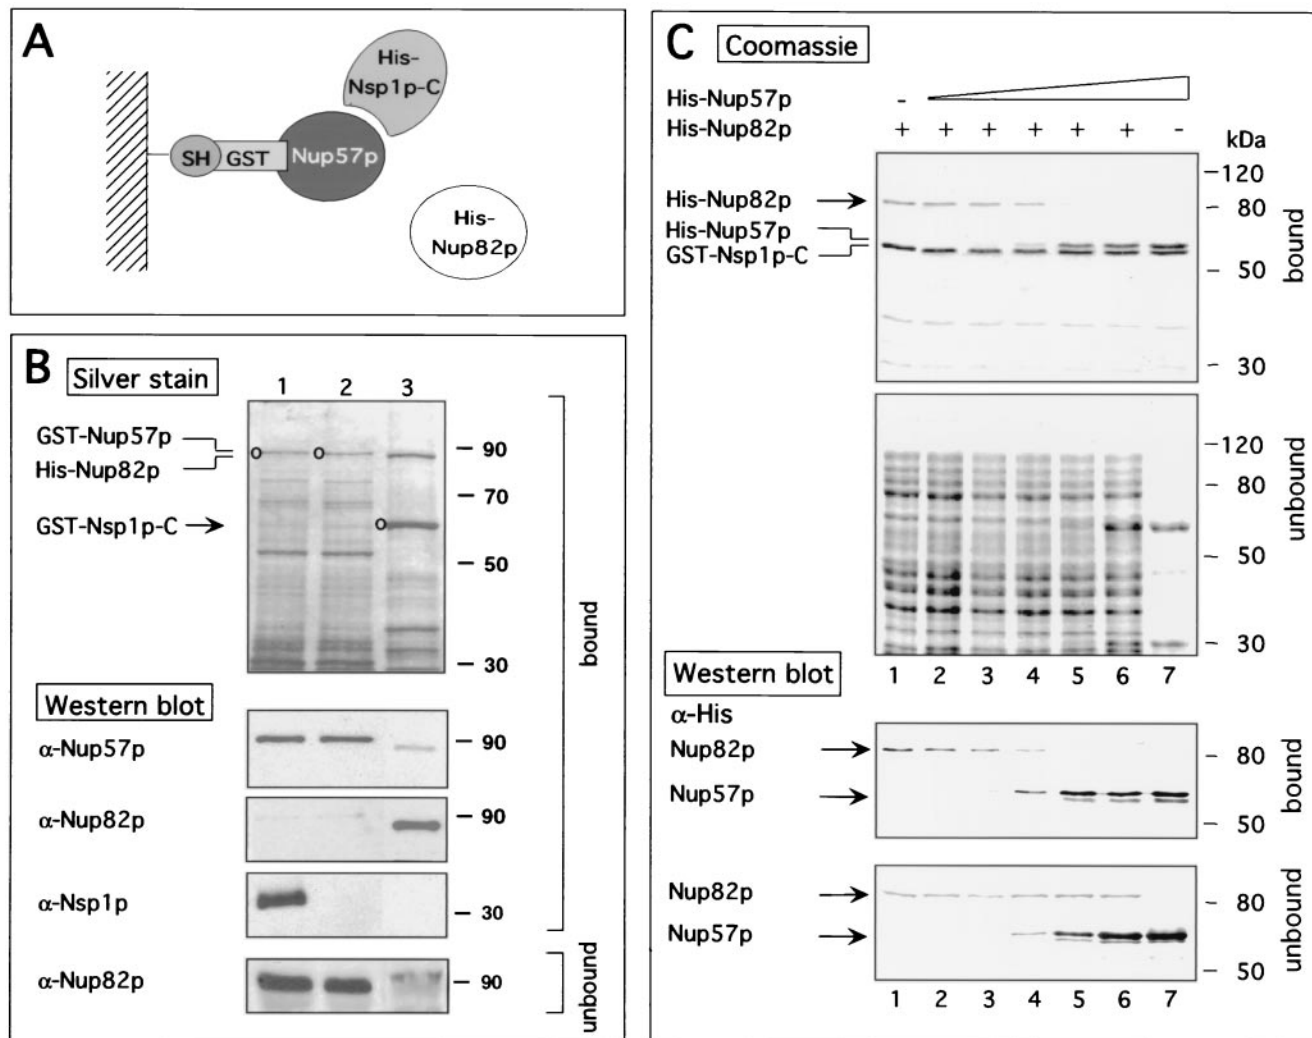 A
His-
Nsp1p-C
SH GST Nup57p
His-
Nup82p
B Silver stain
1 2 3
GST-Nup57p
His-Nup82p
GST-Nsp1p-C
90
70
50
30
bound
Western blot
α-Nup57p
90
α-Nup82p
90
α-Nsp1p
30
α-Nup82p
90
unbound
C Coomassie
His-Nup57p -
His-Nup82p + + + + + + -
kDa
His-Nup82p
His-Nup57p
GST-Nsp1p-C
120
80
50
30
bound
120
80
50
30
unbound
1 2 3 4 5 6 7
Western blot
α-His
Nup82p
Nup57p
80
50
bound
Nup82p
Nup57p
80
50
unbound
1 2 3 4 5 6 7